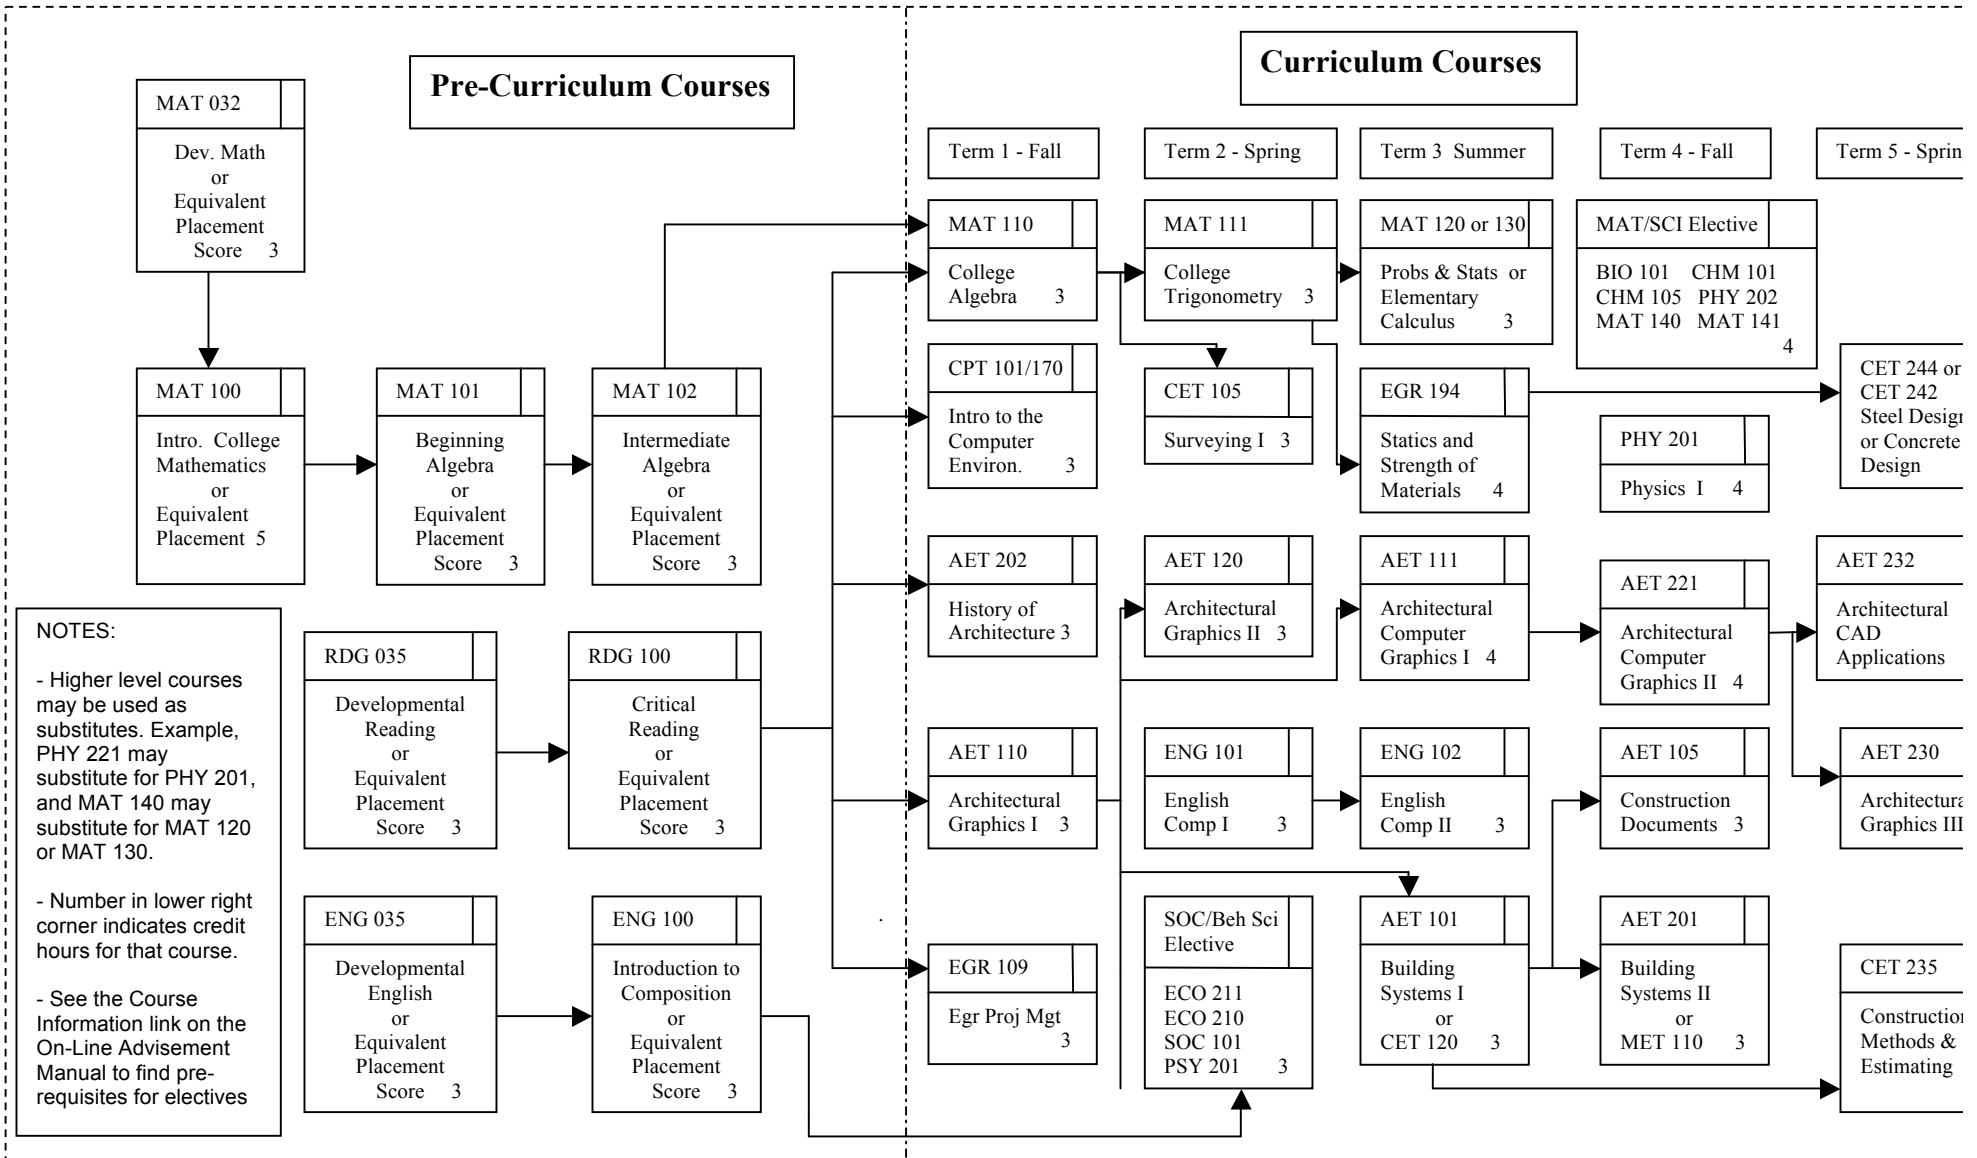 Pre-Curriculum Courses
Curriculum Courses
MAT 032
Dev. Math
or
Equivalent
Placement
Score 3
MAT 100
Intro. College
Mathematics
or
Equivalent
Placement 5
MAT 101
Beginning
Algebra
or
Equivalent
Placement
Score 3
MAT 102
Intermediate
Algebra
or
Equivalent
Placement
Score 3
NOTES:
- Higher level courses
may be used as
substitutes. Example,
PHY 221 may
substitute for PHY 201,
and MAT 140 may
substitute for MAT 120
or MAT 130.
- Number in lower right
corner indicates credit
hours for that course.
- See the Course
Information link on the
On-Line Advisement
Manual to find pre-
requisites for electives
RDG 035
Developmental
Reading
or
Equivalent
Placement
Score 3
RDG 100
Critical
Reading
or
Equivalent
Placement
Score 3
ENG 035
Developmental
English
or
Equivalent
Placement
Score 3
ENG 100
Introduction to
Composition
or
Equivalent
Placement
Score 3
Term 1 - Fall
MAT 110
College
Algebra 3
CPT 101/170
Intro to the
Computer
Environ.
3
AET 202
History of
Architecture 3
AET 110
Architectural
Graphics I 3
EGR 109
Egr Proj Mgt
3
Term 2 - Spring
MAT 111
College
Trigonometry 3
CET 105
Surveying I 3
AET 120
Architectural
Graphics II 3
ENG 101
English
Comp I 3
SOC/Beh Sci
Elective
ECO 211
ECO 210
SOC 101
PSY 201 3
Term 3 Summer
MAT 120 or 130
Probs & Stats or
Elementary
Calculus 3
EGR 194
Statics and
Strength of
Materials 4
AET 111
Architectural
Computer
Graphics I 4
ENG 102
English
Comp II 3
AET 101
Building
Systems I
or
CET 120 3
Term 4 - Fall
MAT/SCI Elective
BIO 101 CHM 101
CHM 105 PHY 202
MAT 140 MAT 141
4
PHY 201
Physics I 4
AET 221
Architectural
Computer
Graphics II 4
AET 105
Construction
Documents 3
AET 201
Building
Systems II
or
MET 110 3
Term 5 - Sprin
CET 244 or
CET 242
Steel Design
or Concrete
Design
AET 232
Architectural
CAD
Applications
AET 230
Architectura
Graphics III
CET 235
Construction
Methods &
Estimating